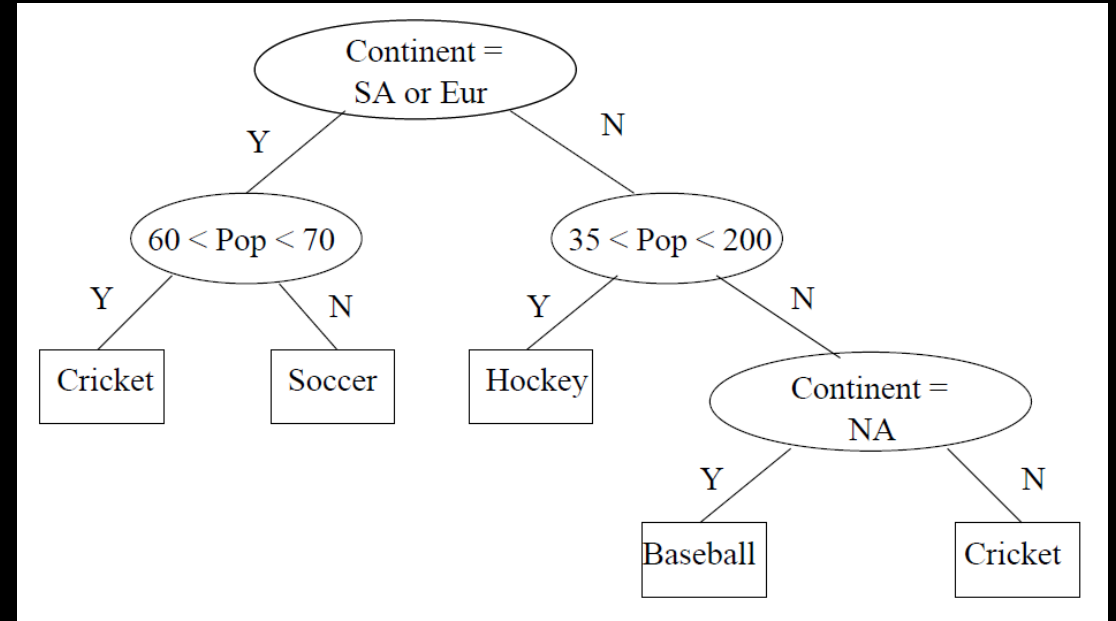 Continent =
SA or Eur
Y
N
60 < Pop < 70
35 < Pop < 200
Y
N
Y
N
Cricket
Soccer
Hockey
Continent =
NA
Y
N
Baseball
Cricket